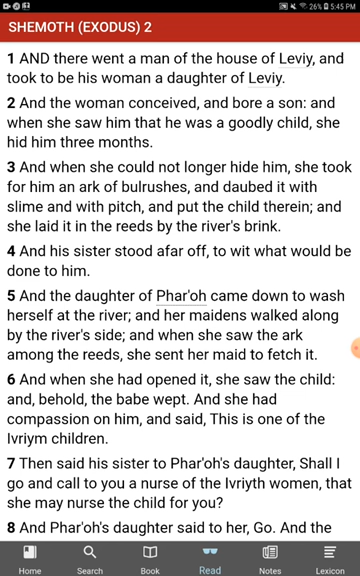 26% 5:45 PM
SHEMOTH (EXODUS) 2
1 AND there went a man of the house of Leviy, and
took to be his woman a daughter of Leviy.
2 And the woman conceived, and bore a son: and
when she saw him that he was a goodly child, she
hid him three months.
3 And when she could not longer hide him, she took
for him an ark of bulrushes, and daubed it with
slime and with pitch, and put the child therein; and
she laid it in the reeds by the river's brink.
4 And his sister stood afar off, to wit what would be
done to him.
5 And the daughter of Phar'oh came down to wash
herself at the river; and her maidens walked along
by the river's side; and when she saw the ark
among the reeds, she sent her maid to fetch it.
6 And when she had opened it, she saw the child:
and, behold, the babe wept. And she had
compassion on him, and said, This is one of the
Ivriym children.
7 Then said his sister to Phar'oh's daughter, Shall I
go and call to you a nurse of the Ivriyth women, that
she may nurse the child for you?
8 And Phar'oh's daughter said to her, Go. And the
Home Search Book Read Notes Lexicon